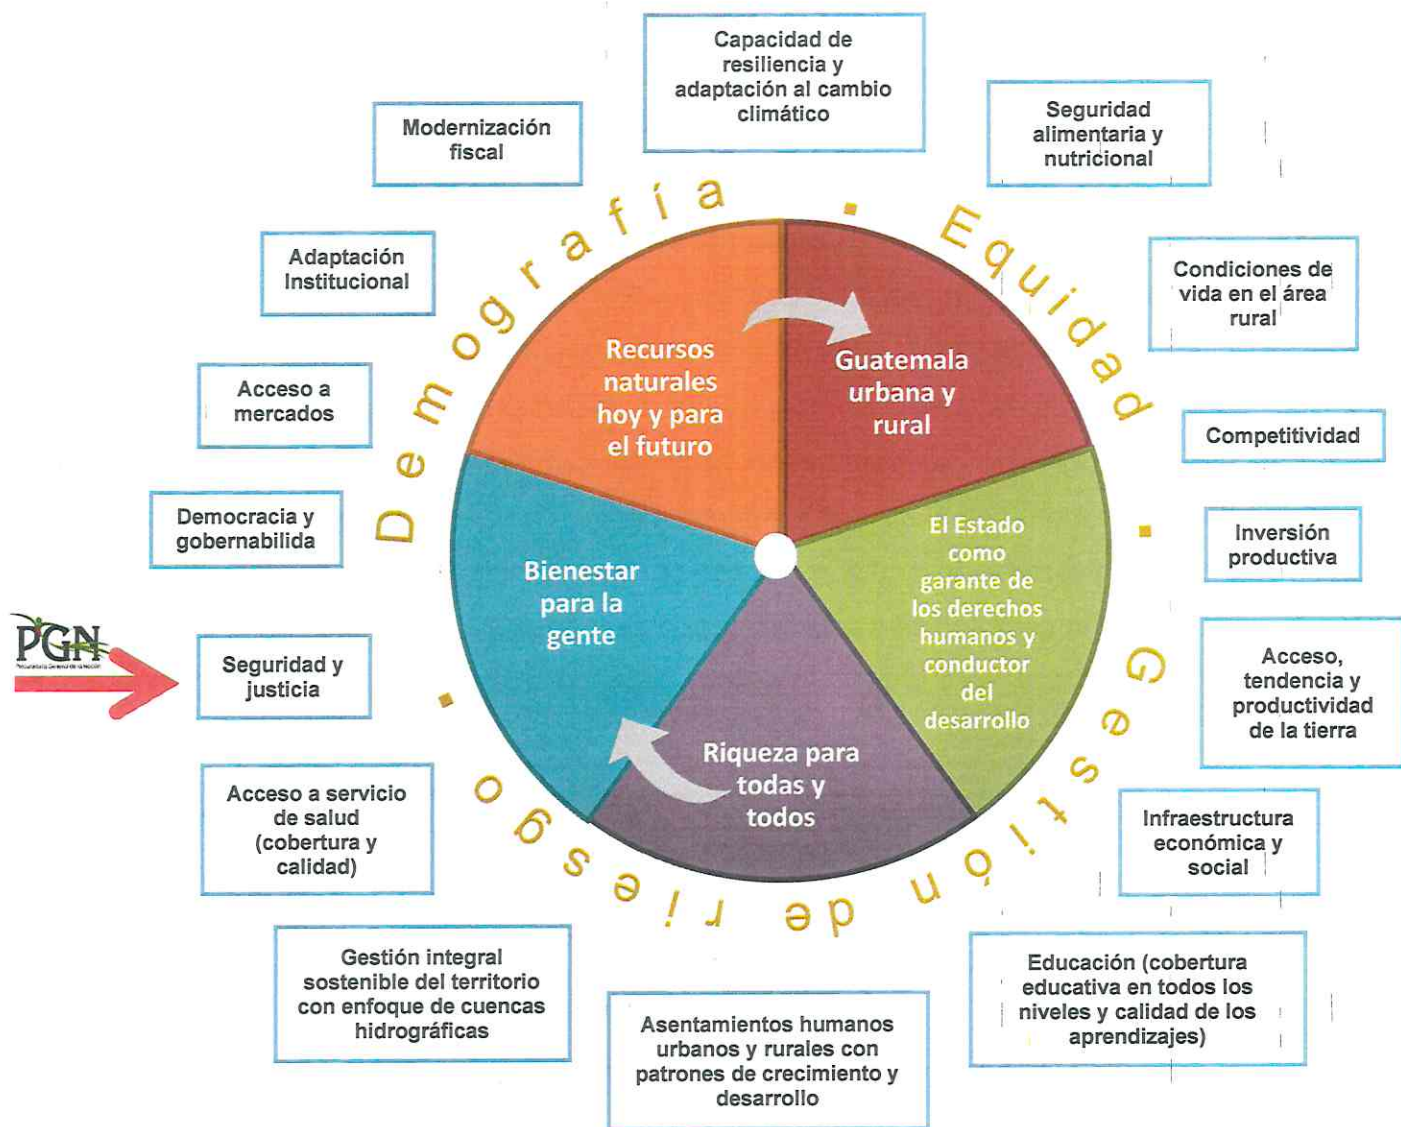 Capacidad de
resiliencia y
adaptación al cambio
climático
Seguridad
alimentaria y
nutricional
Condiciones de
vida en el área
rural
Competitividad
Inversión
productiva
Acceso,
tendencia y
productividad
de la tierra
Infraestructura
económica y
social
Educación (cobertura
educativa en todos los
niveles y calidad de los
aprendizajes)
Asentamientos humanos
urbanos y rurales con
patrones de crecimiento y
desarrollo
Gestión integral
sostenible del territorio
con enfoque de cuencas
hidrográficas
Acceso a servicio
de salud
(cobertura y
calidad)
PGN
Procuraduría General de la Nación
Seguridad y
justicia
Democracia y
gobernabilida
Acceso a
mercados
Adaptación
Institucional
Modernización
fiscal
Demografía · Equidad · Gestión de riesgo ·
Recursos
naturales
hoy y para
el futuro
Guatemala
urbana y
rural
El Estado
como
garante de
los derechos
humanos y
conductor
del
desarrollo
Riqueza para
todas y
todos
Bienestar
para la
gente